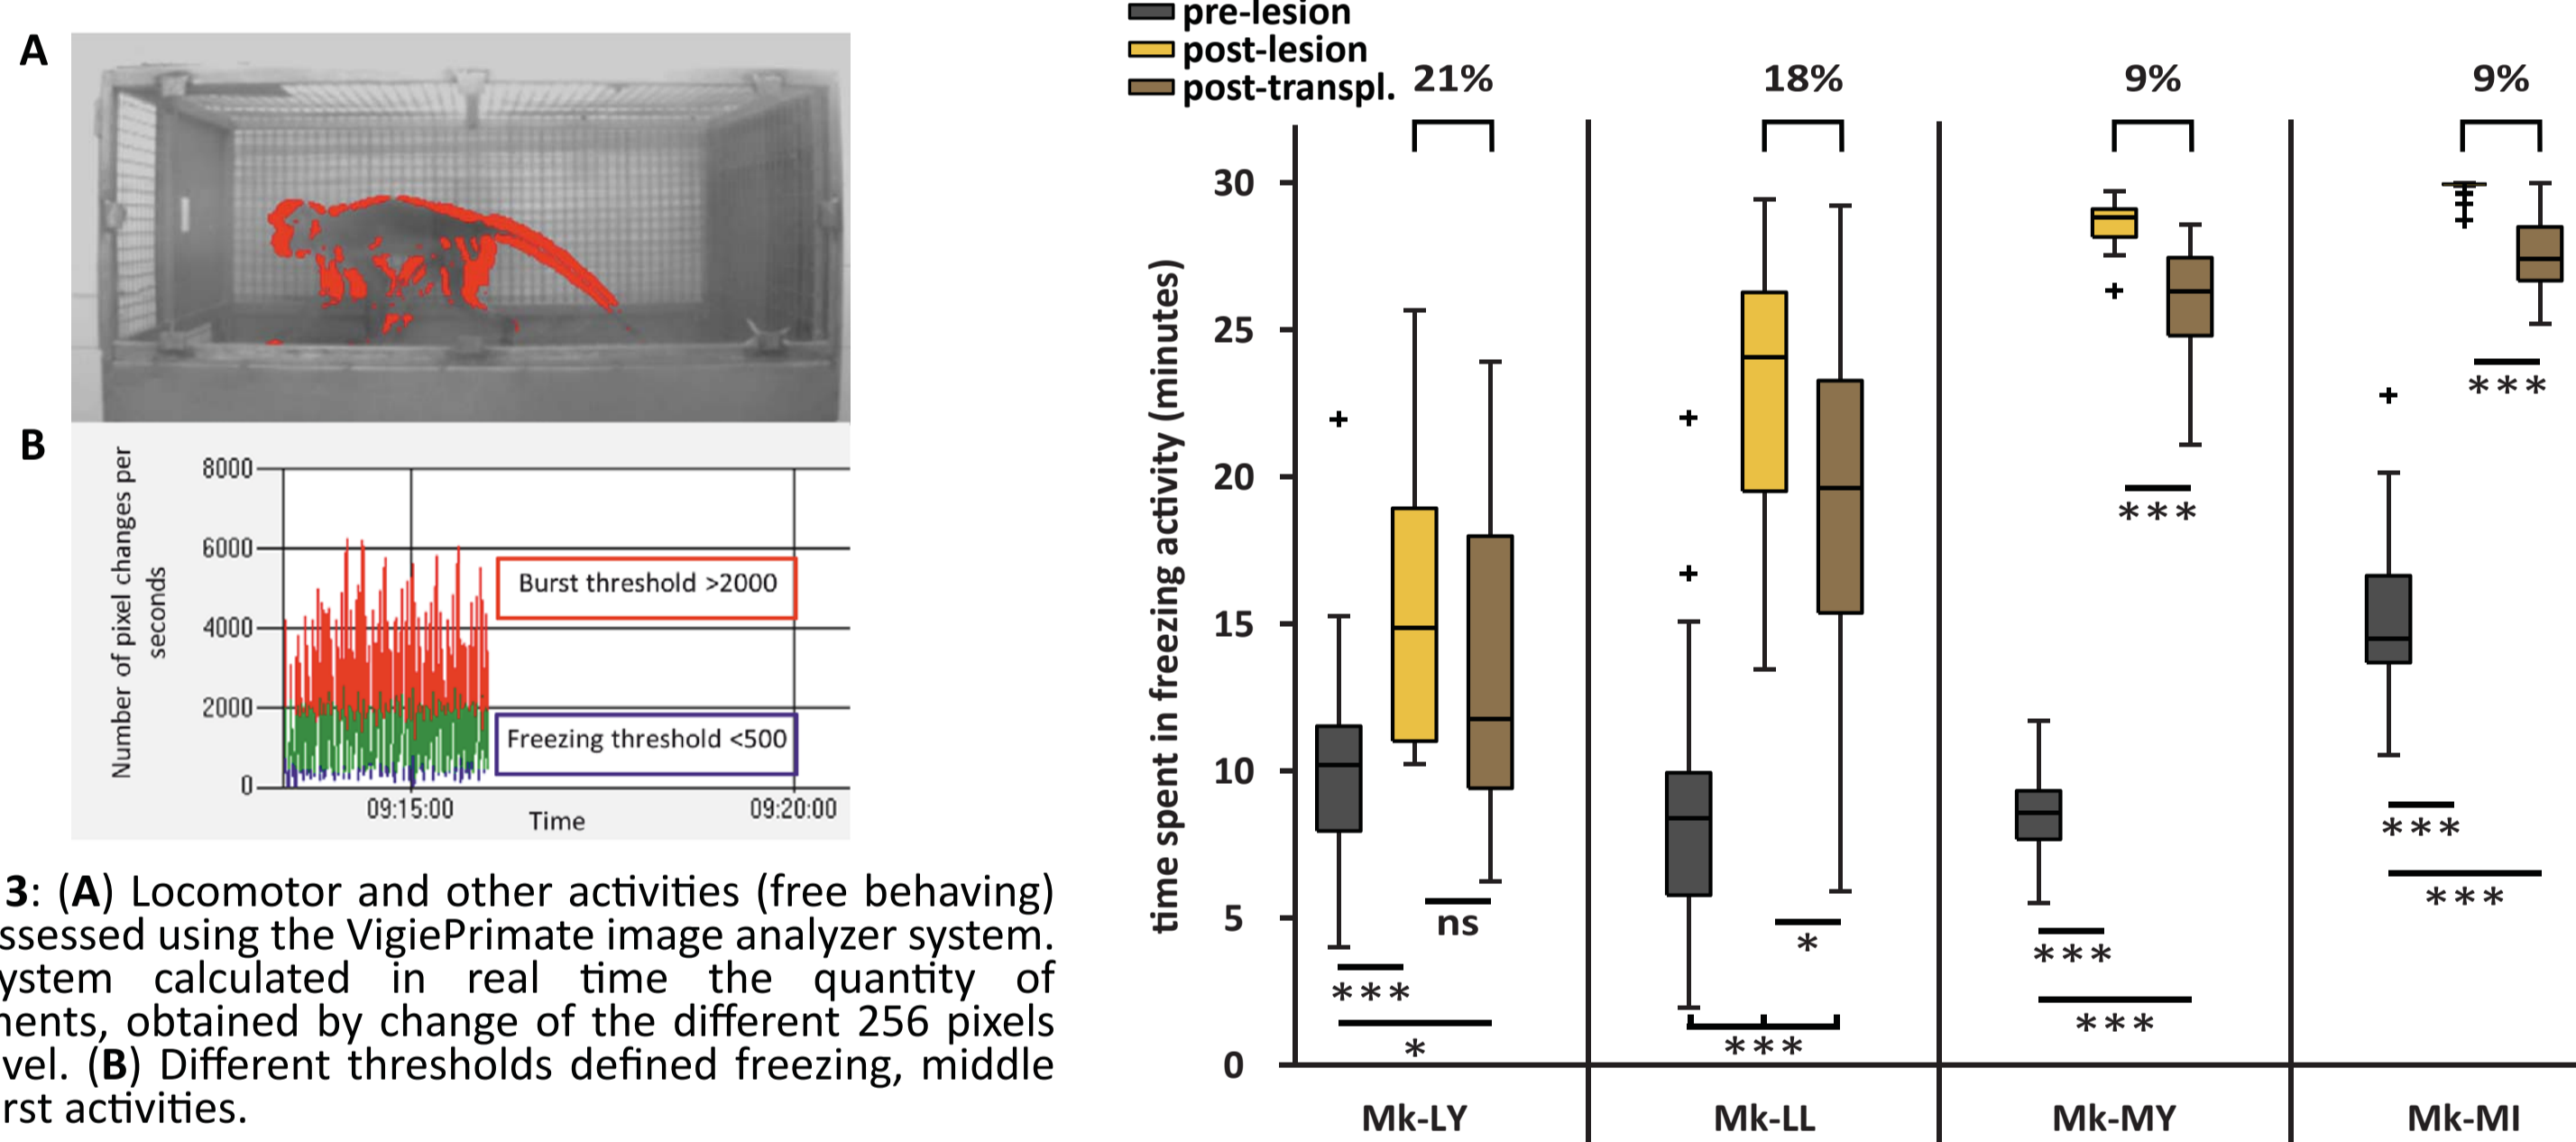 A
B
Number of pixel changes per
seconds
8000
6000
4000
2000
0
Burst threshold >2000
Freezing threshold <500
09:15:00
09:20:00
Time
3: (A) Locomotor and other activities (free behaving)
ssessed using the VigiePrimate image analyzer system.
ystem calculated in real time the quantity of
nents, obtained by change of the different 256 pixels
vel. (B) Different thresholds defined freezing, middle
rst activities.
pre-lesion
post-lesion
post-transpl.
21%
18%
9%
9%
time spent in freezing activity (minutes)
30
25
20
15
10
5
0
***
ns
*
*
***
***
***
***
***
***
***
Mk-LY
Mk-LL
Mk-MY
Mk-MI